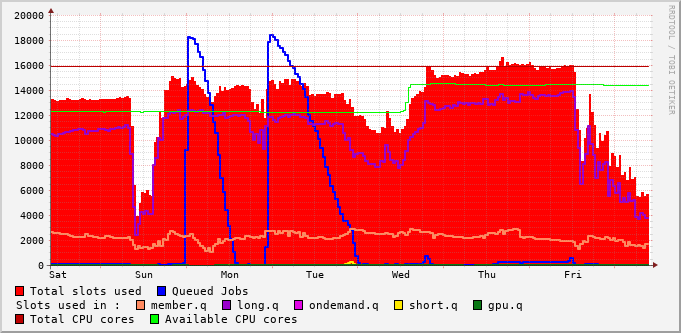 RRDTOOL / TOBI OETIKER
20000
18000
16000
14000
12000
10000
8000
6000
4000
2000
0
Sat Sun Mon Tue Wed Thu Fri
Total slots used Queued Jobs
Slots used in : member.q long.q ondemand.q short.q gpu.q
Total CPU cores Available CPU cores